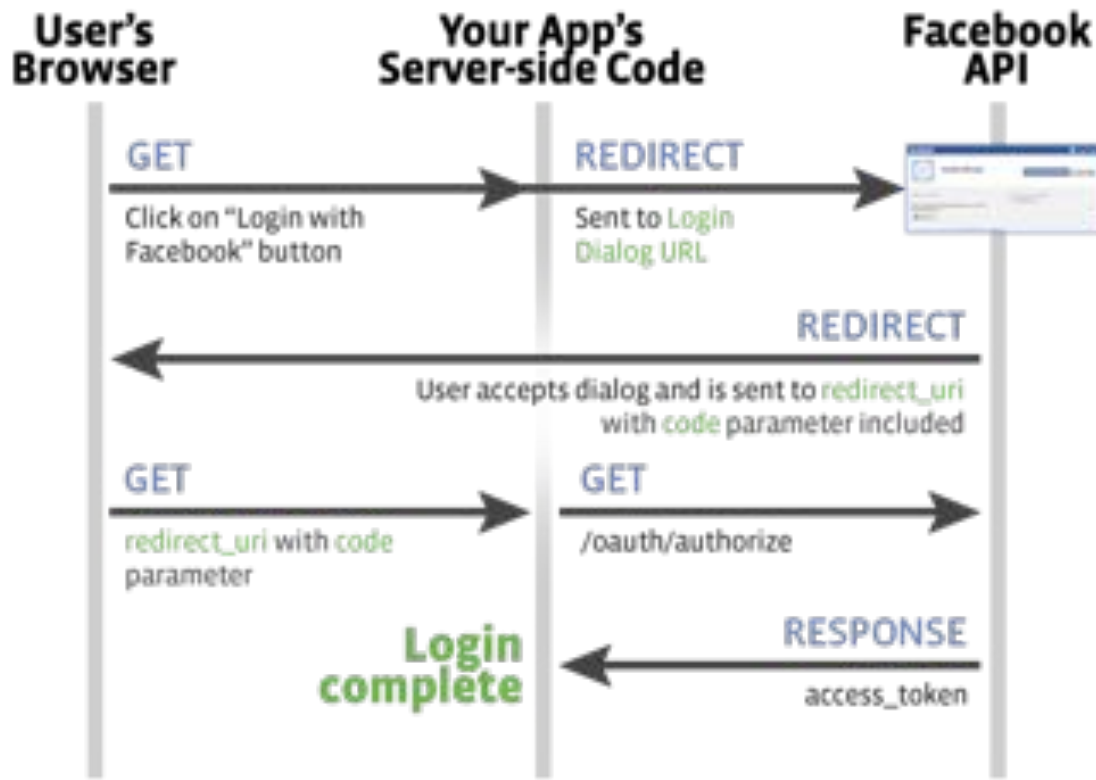 User's
Browser
Your App's
Server-side Code
Facebook
API
GET
Click on “Login with
Facebook” button
REDIRECT
Sent to Login
Dialog URL
REDIRECT
User accepts dialog and is sent to redirect_uri
with code parameter included
GET
redirect_uri with code
parameter
GET
/oauth/authorize
Login
complete
RESPONSE
access_token